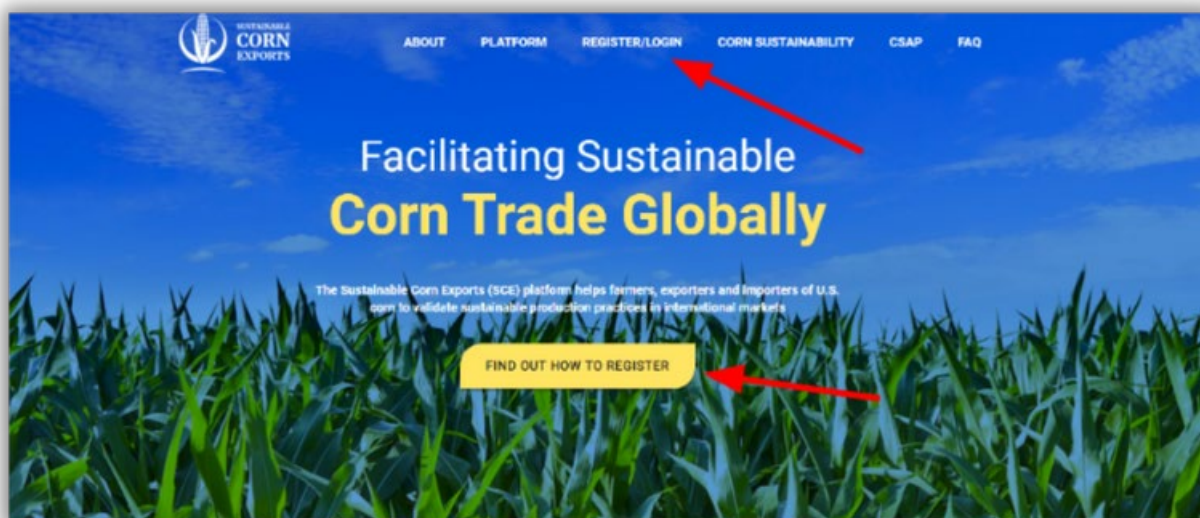 SUSTAINABLE
CORN
EXPORTS
ABOUT
PLATFORM
REGISTER/LOGIN
CORN SUSTAINABILITY
CSAP
FAQ
Facilitating Sustainable
Corn Trade Globally
The Sustainable Corn Exports (SCE) platform helps farmers, exporters and importers of U.S.
corn to validate sustainable production practices in international markets
FIND OUT HOW TO REGISTER